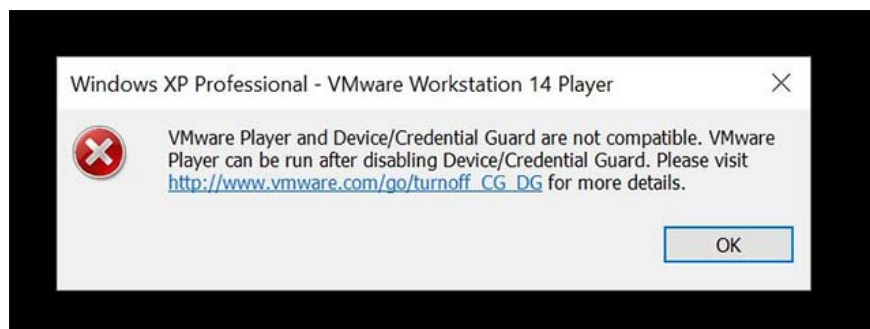 Windows XP Professional - VMware Workstation 14 Player
VMware Player and Device/Credential Guard are not compatible. VMware
Player can be run after disabling Device/Credential Guard. Please visit
http://www.vmware.com/go/turnoff_CG_DG for more details.
OK